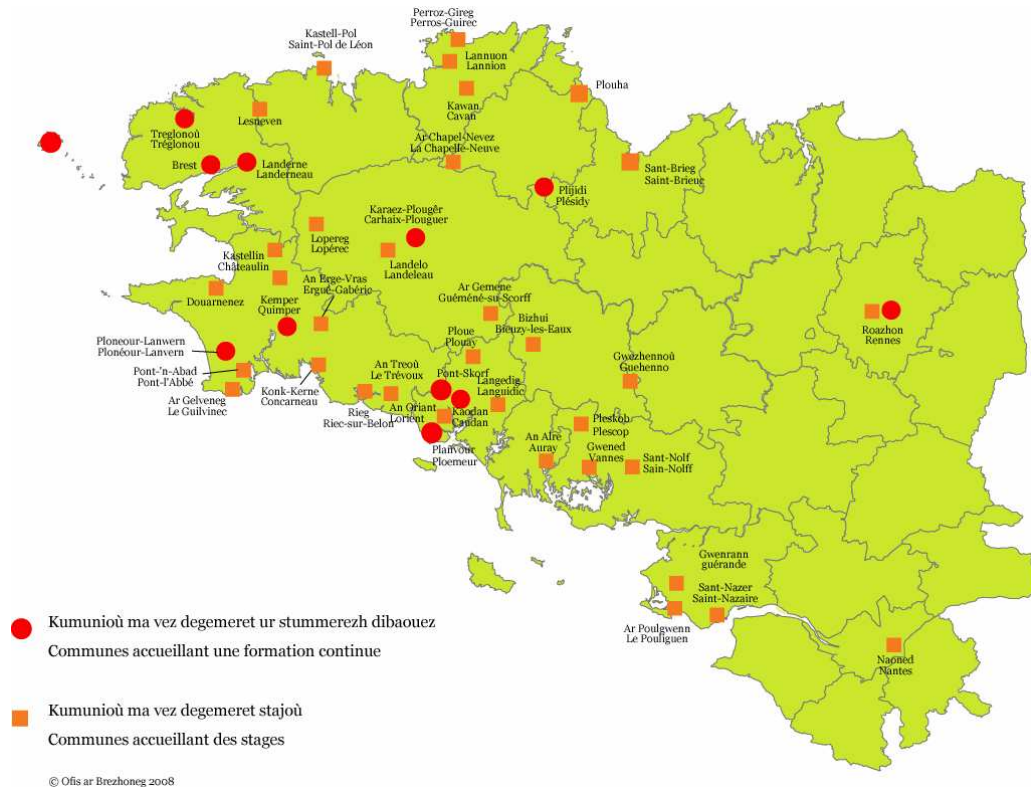 Perroz-Gireg
Perros-Guirec
Kastell-Pol
Saint-Pol de Léon
Lannuon
Lannion
Plouha
Kawan
Cavan
Lesneven
Treglonoù
Tréglonou
Ar Chapel-Nevez
La Chapelle-Neuve
Brest
Landerne
Landerneau
Sant-Brieg
Saint-Brieuc
Plijidi
Plésidy
Karaez-Plougêr
Carhaix-Plouguer
Lopereg
Lopérec
Kastellin
Châteaulin
Landelo
Landeleau
An Erge-Vras
Ergué-Gabéric
Ar Gemene
Guéméné-su-Scorff
Douarnenez
Kemper
Quimper
Bizhui
Bieuzy-les-Eaux
Roazhon
Rennes
Ploneour-Lanwern
Plonéour-Lanvern
Ploue
Plouay
Gwezhennoù
Guehenno
Pont-'n-Abad
Pont-l'Abbé
An Treoù
Le Trévoux
Pont-Skorf
Langedig
Languidic
Ar Gelveneg
Le Guilvinec
Konk-Kerne
Concarneau
Rieg
Riec-sur-Belon
An Oriant
Lorient
Kaodan
Caudan
Pleskob
Plescop
Planvour
Ploemeur
An Alre
Auray
Gwened
Vannes
Sant-Nolf
Sain-Nolff
Gwenrann
guérande
Sant-Nazer
Saint-Nazaire
Ar Poulgwenn
Le Pouliguen
Naoned
Nantes
Kumunioù ma vez degemeret ur stummerezh dibaouez
Communes accueillant une formation continue
Kumunioù ma vez degemeret stajoù
Communes accueillant des stages
© Ofis ar Brezhoneg 2008